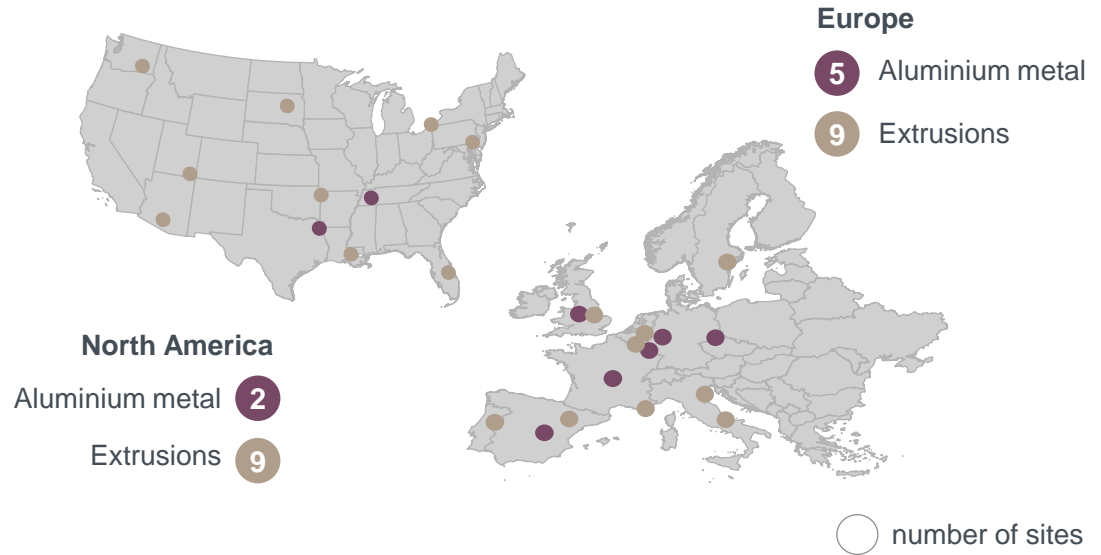 Europe
5 Aluminium metal
9 Extrusions
North America
Aluminium metal 2
Extrusions 9
number of sites